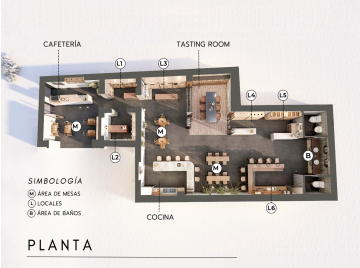 CAFETERÍA
TASTING ROOM
L1
L3
L4
L5
M
M
L2
B
M
L6
COCINA
SIMBOLOGÍA
M ÁREA DE MESAS
L LOCALES
B ÁREA DE BAÑOS
PLANTA